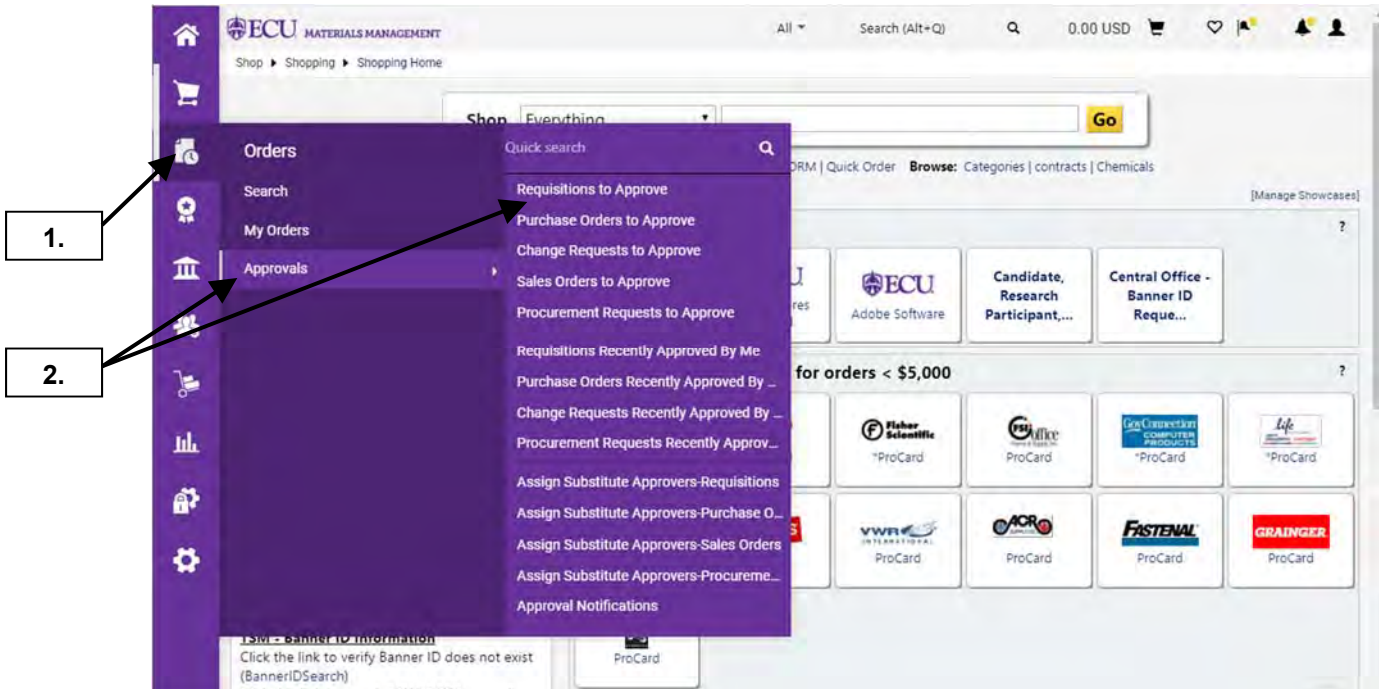 ECU MATERIALS MANAGEMENT
All Search (Alt+Q) 0.00 USD
Shop Shopping Shopping Home
Shop Everything Go
Quick Order Browse: Categories | contracts | Chemicals
[Manage Showcases]
?
1.
2.
Orders
Search
My Orders
Approvals
Quick search
Requisitions to Approve
Purchase Orders to Approve
Change Requests to Approve
Sales Orders to Approve
Procurement Requests to Approve
Requisitions Recently Approved By Me
Purchase Orders Recently Approved By ...
Change Requests Recently Approved By ...
Procurement Requests Recently Approv...
Assign Substitute Approvers-Requisitions
Assign Substitute Approvers-Purchase O...
Assign Substitute Approvers-Sales Orders
Assign Substitute Approvers-Procureme...
Approval Notifications
ECU
Adobe Software
Candidate,
Research
Participant,...
Central Office -
Banner ID
Reque...
for orders < $5,000
?
Fisher
Scientific
*ProCard
FSI office
ProCard
GovConnection
COMPUTER
PRODUCTS
*ProCard
life
*ProCard
VWR
INTERNATIONAL
ProCard
ACR
ProCard
FASTENAL
ProCard
GRAINGER
ProCard
TSM - Banner ID Information
Click the link to verify Banner ID does not exist
(BannerIDSearch)
ProCard